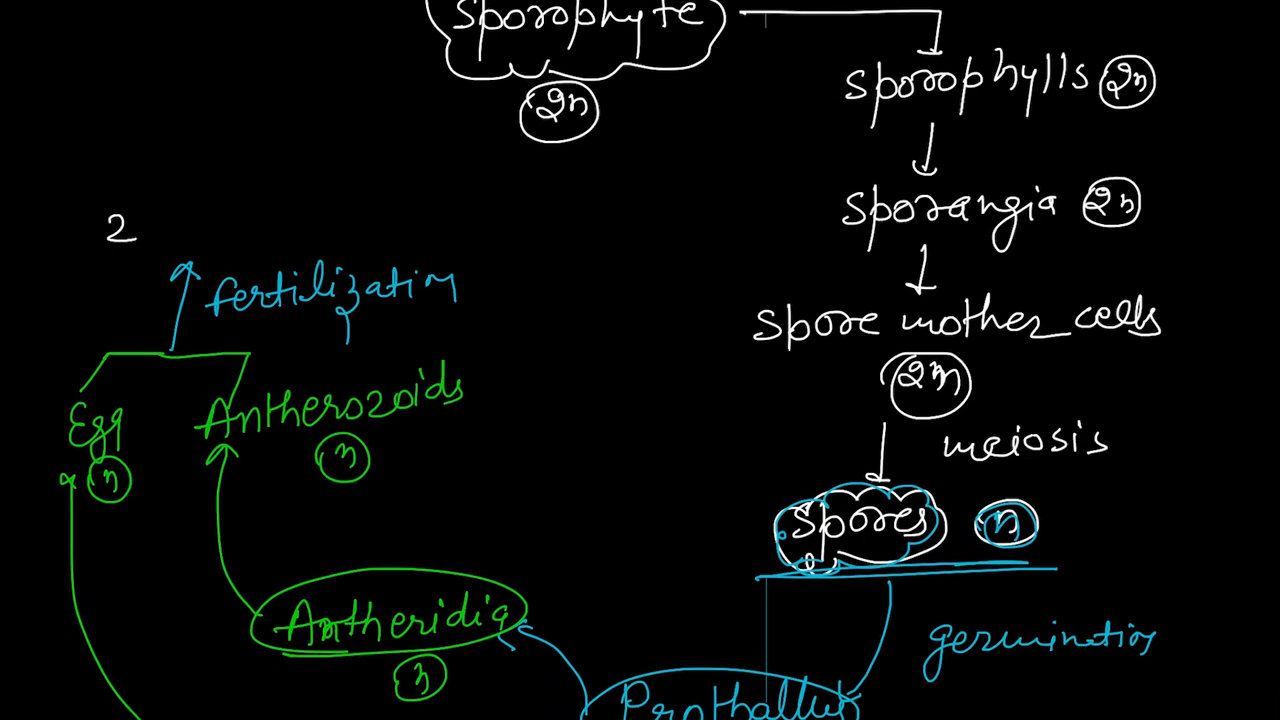 Sporophyte
2n
Sporophylls 2n
Sporangia 2n
2
fertilization
Spore mother cells
2n
Egg
n
Antherozoids
n
meiosis
Spores n
Antheridia
n
germination
Prothallus